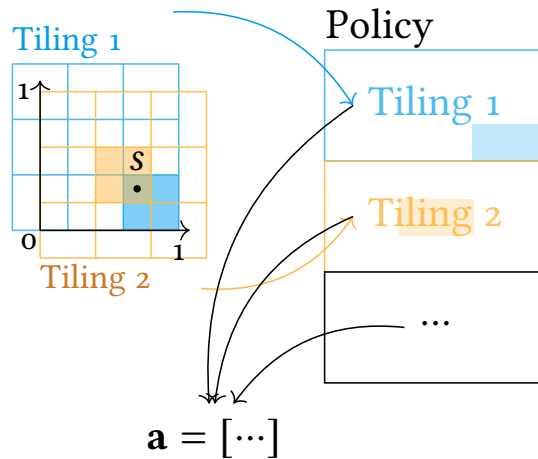 Policy
Tiling 1
1
s
0
1
Tiling 2
Tiling 1
Tiling 2
...
a = [...]